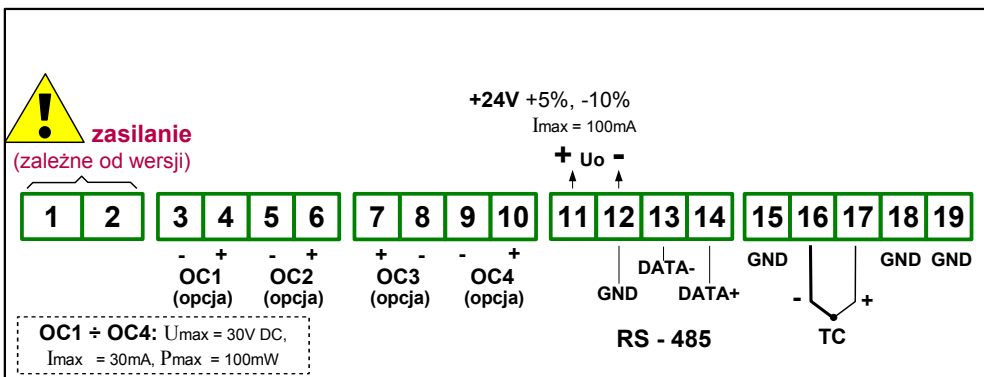 +24V +5%, -10%
Imax = 100mA
+ Uo -
!
zasilanie
(zależne od wersji)
1 2 3 4 5 6 7 8 9 10 11 12 13 14 15 16 17 18 19
- + - + + - - +
OC1 OC2 OC3 OC4
(opcja) (opcja) (opcja) (opcja)
DATA-
GND DATA+
RS - 485
GND GND GND
- +
TC
OC1 ÷ OC4: Umax = 30V DC,
Imax = 30mA, Pmax = 100mW